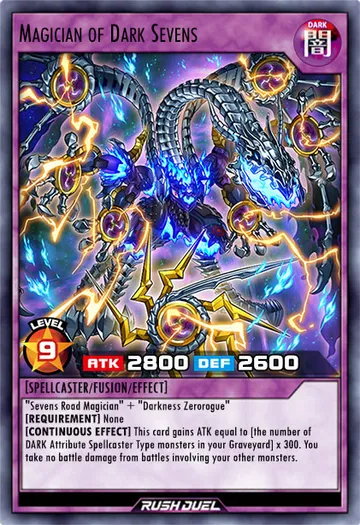 MAGICIAN OF DARK SEVENS
DARK
闇
LEVEL
9
ATK 2800 DEF 2600
[SPELLCASTER/FUSION/EFFECT]
"Sevens Road Magician" + "Darkness Zerorogue"
[REQUIREMENT] None
[CONTINUOUS EFFECT] This card gains ATK equal to [the number of
DARK Attribute Spellcaster Type monsters in your Graveyard] x 300. You
take no battle damage from battles involving your other monsters.
RUSH DUEL